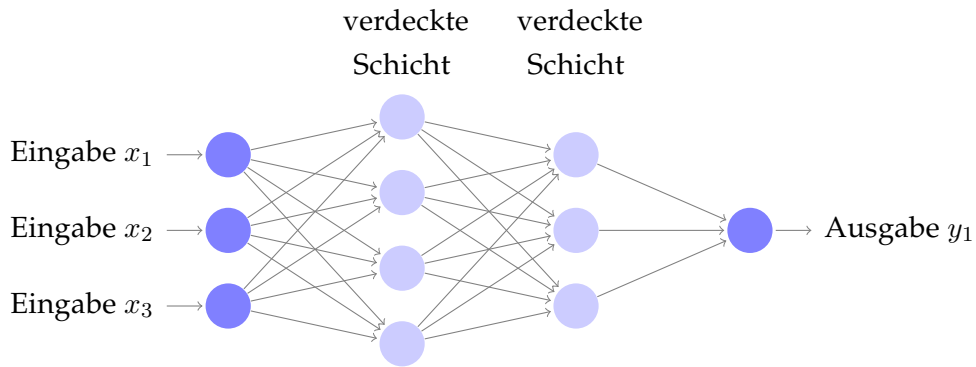 verdeckte verdeckte
Schicht Schicht
Eingabe x₁
Eingabe x₂ Ausgabe y₁
Eingabe x₃